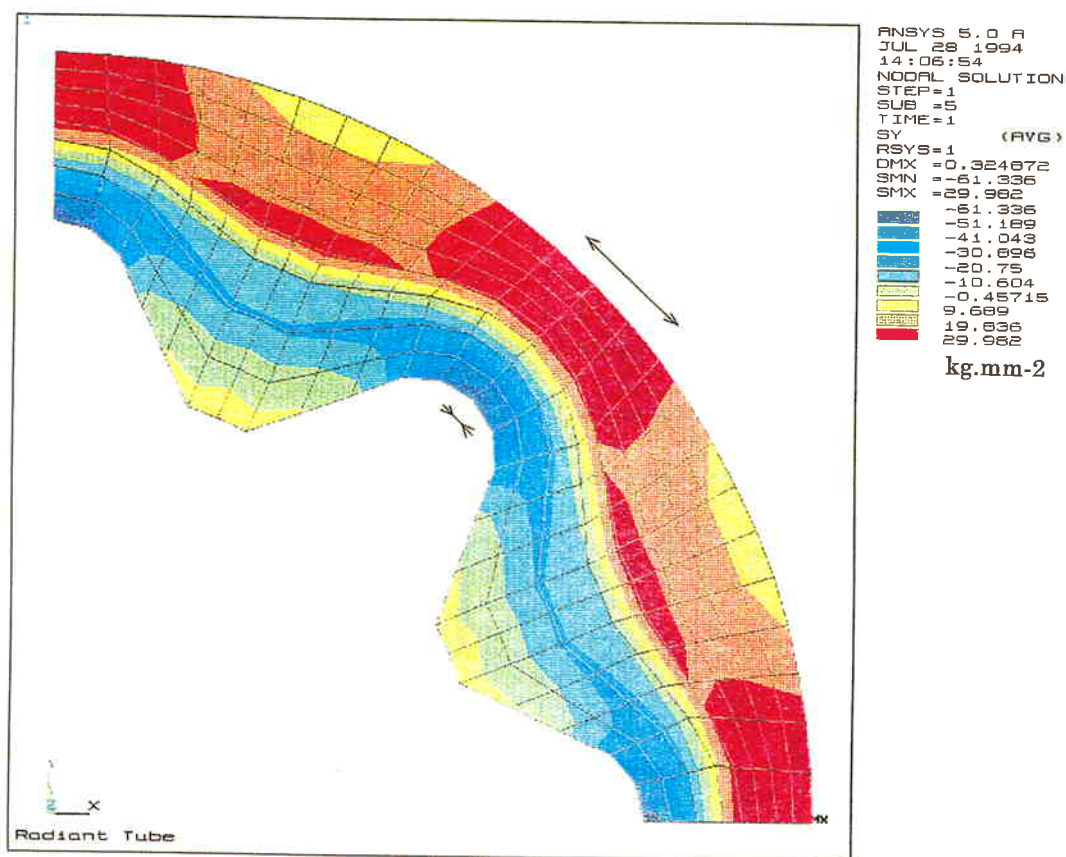 1
ANSYS 5.0 A
JUL 28 1994
14:06:54
NODAL SOLUTION
STEP=1
SUB =5
TIME=1
SY (AVG)
RSYS=1
DMX =0.324872
SMN =-61.336
SMX =29.982
-61.336
-51.189
-41.043
-30.896
-20.75
-10.604
-0.45715
9.689
19.836
29.982
kg.mm-2
MX
Y
Z X
Radiant Tube